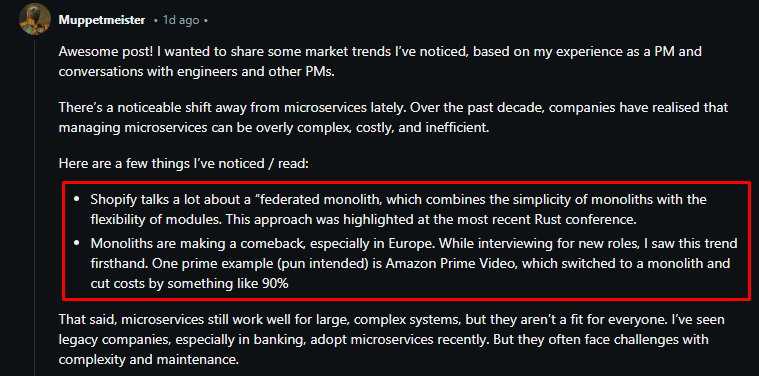 Muppetmeister • 1d ago •
Awesome post! I wanted to share some market trends I've noticed, based on my experience as a PM and
conversations with engineers and other PMs.
There's a noticeable shift away from microservices lately. Over the past decade, companies have realised that
managing microservices can be overly complex, costly, and inefficient.
Here are a few things I've noticed / read:
• Shopify talks a lot about a "federated monolith, which combines the simplicity of monoliths with the
flexibility of modules. This approach was highlighted at the most recent Rust conference.
• Monoliths are making a comeback, especially in Europe. While interviewing for new roles, I saw this trend
firsthand. One prime example (pun intended) is Amazon Prime Video, which switched to a monolith and
cut costs by something like 90%
That said, microservices still work well for large, complex systems, but they aren't a fit for everyone. I've seen
legacy companies, especially in banking, adopt microservices recently. But they often face challenges with
complexity and maintenance.